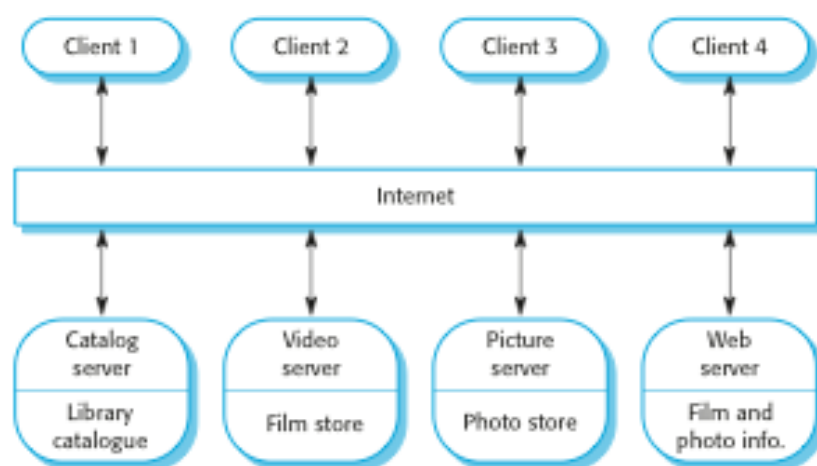 Client 1
Client 2
Client 3
Client 4
Internet
Catalog
server
Library
catalogue
Video
server
Film store
Picture
server
Photo store
Web
server
Film and
photo info.